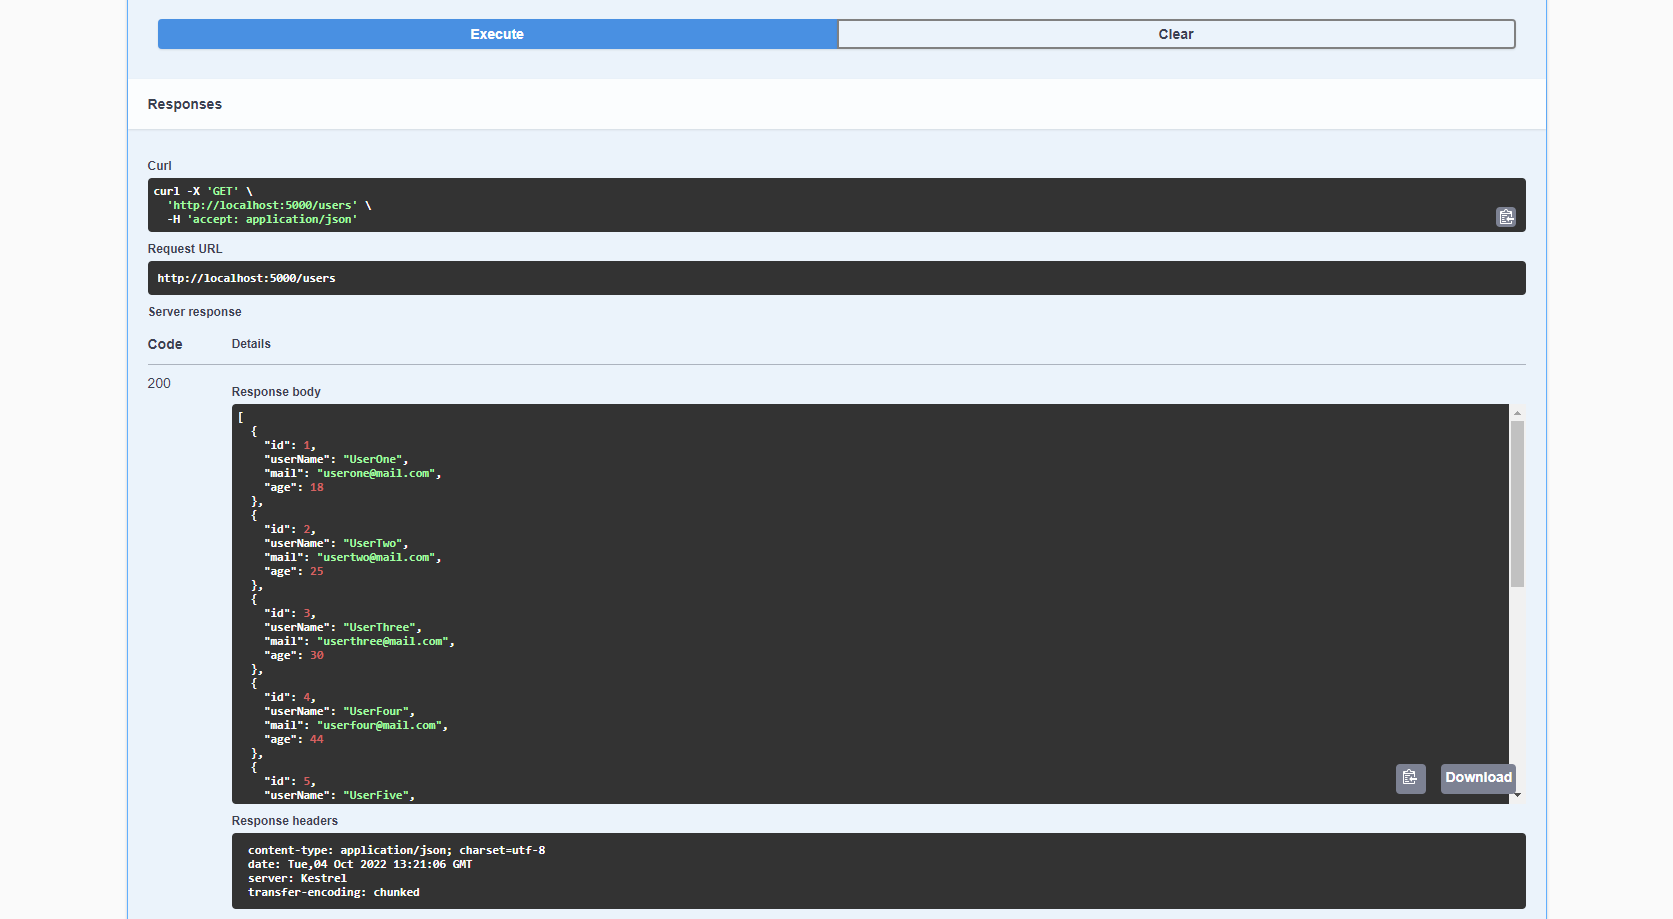 Execute
Clear
Responses
Curl
curl -X 'GET' \
  'http://localhost:5000/users' \
  -H 'accept: application/json'
Request URL
http://localhost:5000/users
Server response
Code Details
200
Response body
[
  {
    "id": 1,
    "userName": "UserOne",
    "mail": "userone@mail.com",
    "age": 18
  },
  {
    "id": 2,
    "userName": "UserTwo",
    "mail": "usertwo@mail.com",
    "age": 25
  },
  {
    "id": 3,
    "userName": "UserThree",
    "mail": "userthree@mail.com",
    "age": 30
  },
  {
    "id": 4,
    "userName": "UserFour",
    "mail": "userfour@mail.com",
    "age": 44
  },
  {
    "id": 5,
    "userName": "UserFive",
Download
Response headers
content-type: application/json; charset=utf-8
date: Tue,04 Oct 2022 13:21:06 GMT
server: Kestrel
transfer-encoding: chunked